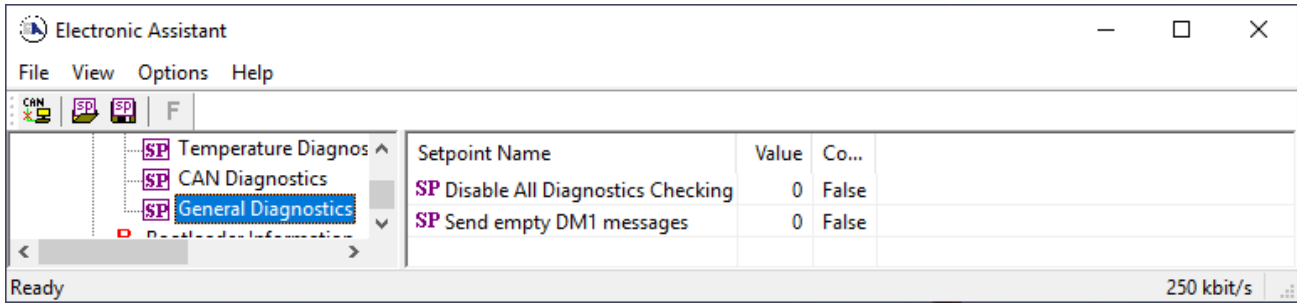 Electronic Assistant
File View Options Help
CAN SP SP F
SP Temperature Diagnos
SP CAN Diagnostics
SP General Diagnostics
Setpoint Name Value Co...
SP Disable All Diagnostics Checking 0 False
SP Send empty DM1 messages 0 False
Ready 250 kbit/s